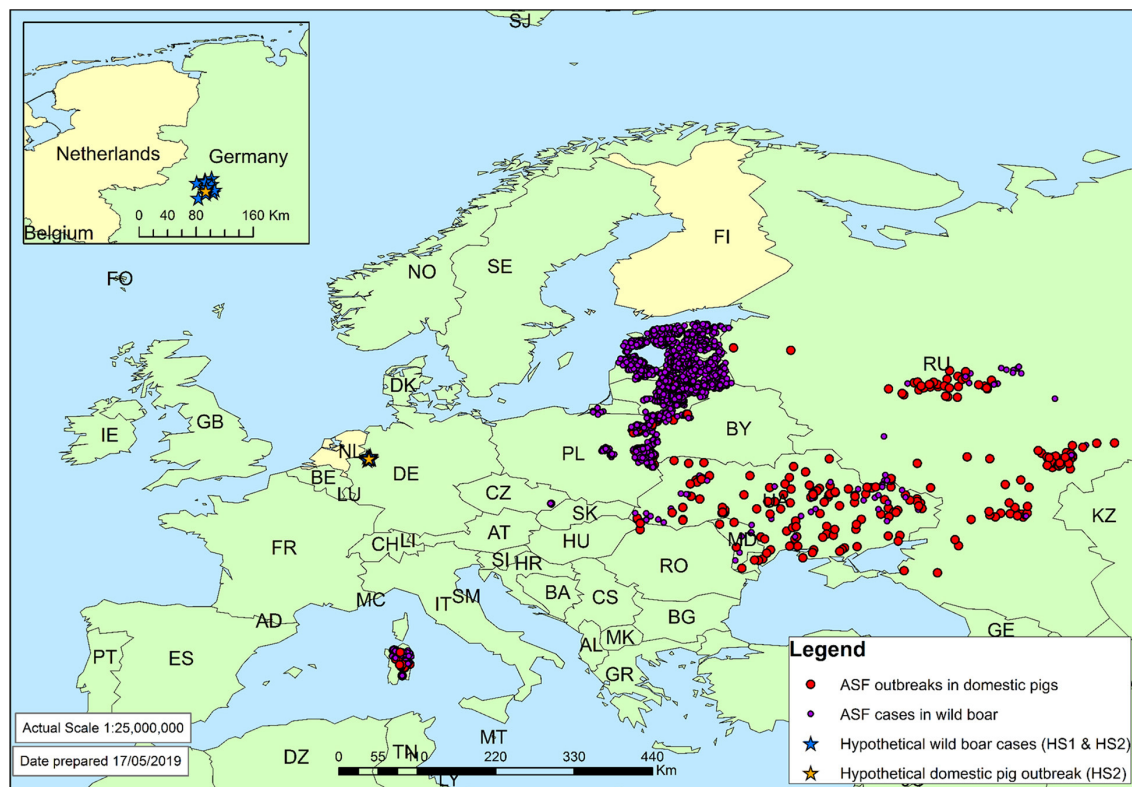 SJ
Netherlands
Germany
0 40 80 160 Km
Belgium
FO
NO
SE
FI
RU
DK
GB
IE
NL
BE
LU
DE
PL
BY
CZ
SK
KZ
FR
CH
LI
AT
HU
MD
SI
HR
RO
MC
IT
SM
BA
CS
BG
AD
AL
MK
GE
PT
ES
GR
Legend
ASF outbreaks in domestic pigs
ASF cases in wild boar
Hypothetical wild boar cases (HS1 & HS2)
Hypothetical domestic pig outbreak (HS2)
Actual Scale 1:25,000,000
Date prepared 17/05/2019
DZ
TN
MT
LY
0 55 110 220 330 440
Km